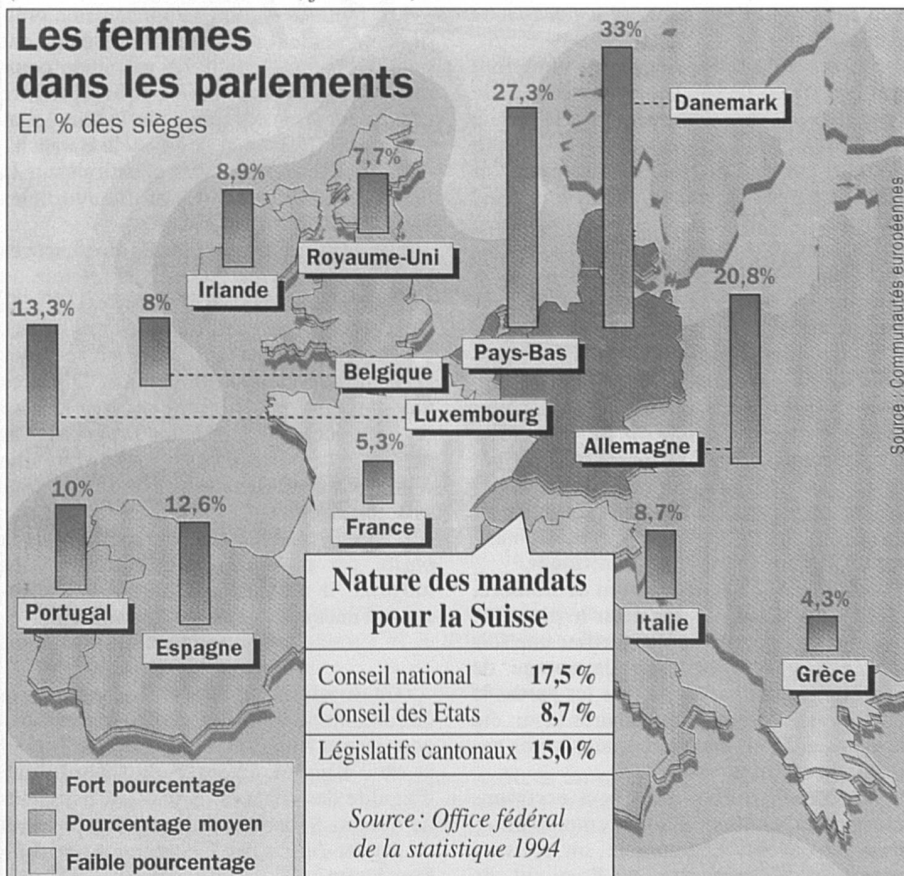 Les femmes
dans les parlements
En % des sièges
33%
27,3%
Danemark
8,9%
7,7%
Royaume-Uni
Irlande
20,8%
13,3%
8%
Pays-Bas
Belgique
Luxembourg
Allemagne
5,3%
France
10%
12,6%
8,7%
Portugal
Espagne
Italie
4,3%
Grèce
Nature des mandats
pour la Suisse
Conseil national 17,5 %
Conseil des Etats 8,7 %
Législatifs cantonaux 15,0 %
Source: Office fédéral
de la statistique 1994
Fort pourcentage
Pourcentage moyen
Faible pourcentage
Source : Communautés européennes